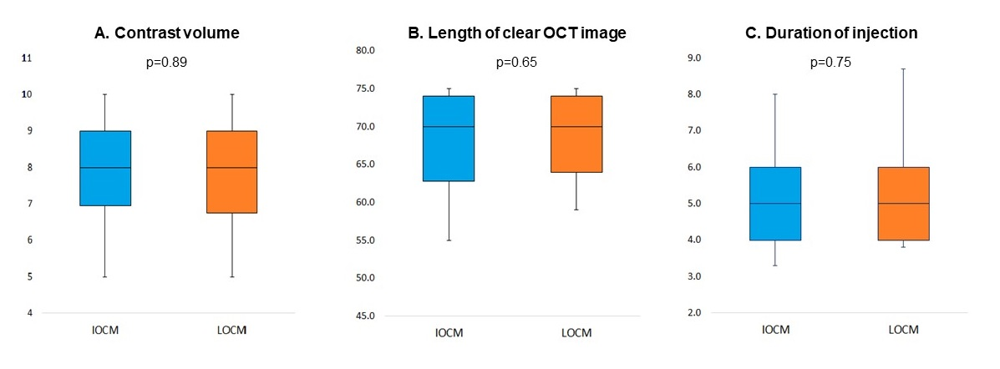 A. Contrast volume
p=0.89
11
10
9
8
7
6
5
4
IOCM LOCM
B. Length of clear OCT image
p=0.65
80.0
75.0
70.0
65.0
60.0
55.0
50.0
45.0
IOCM LOCM
C. Duration of injection
p=0.75
9.0
8.0
7.0
6.0
5.0
4.0
3.0
2.0
IOCM LOCM